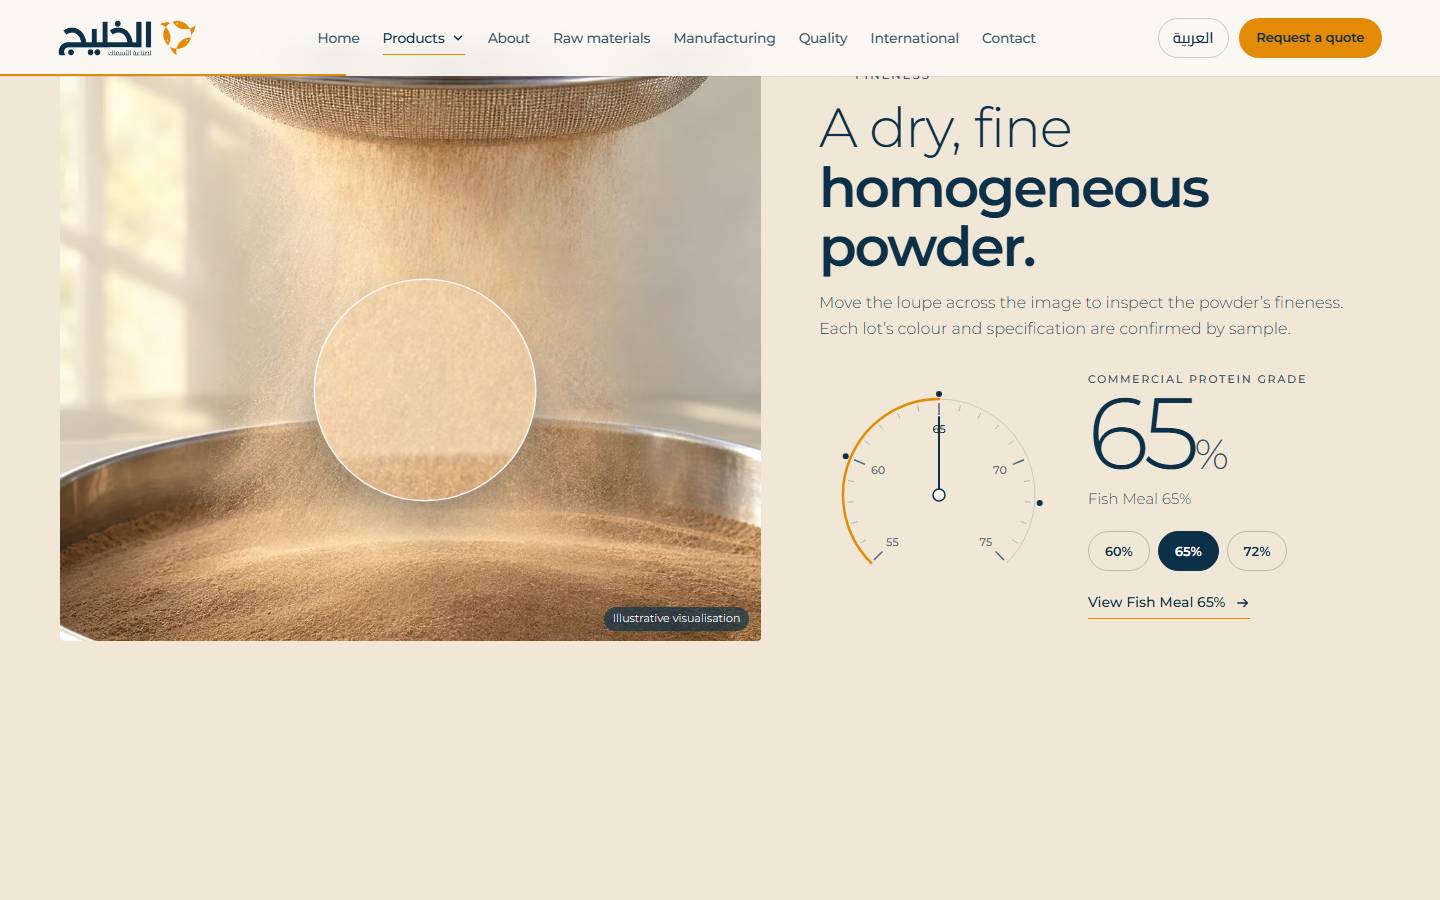 الخليج
لصناعة الأسماك
Home
Products
About
Raw materials
Manufacturing
Quality
International
Contact
العربية
Request a quote
FINENESS
A dry, fine
homogeneous
powder.
Move the loupe across the image to inspect the powder’s fineness.
Each lot’s colour and specification are confirmed by sample.
55
60
65
70
75
COMMERCIAL PROTEIN GRADE
65%
Fish Meal 65%
60%
65%
72%
View Fish Meal 65%
Illustrative visualisation